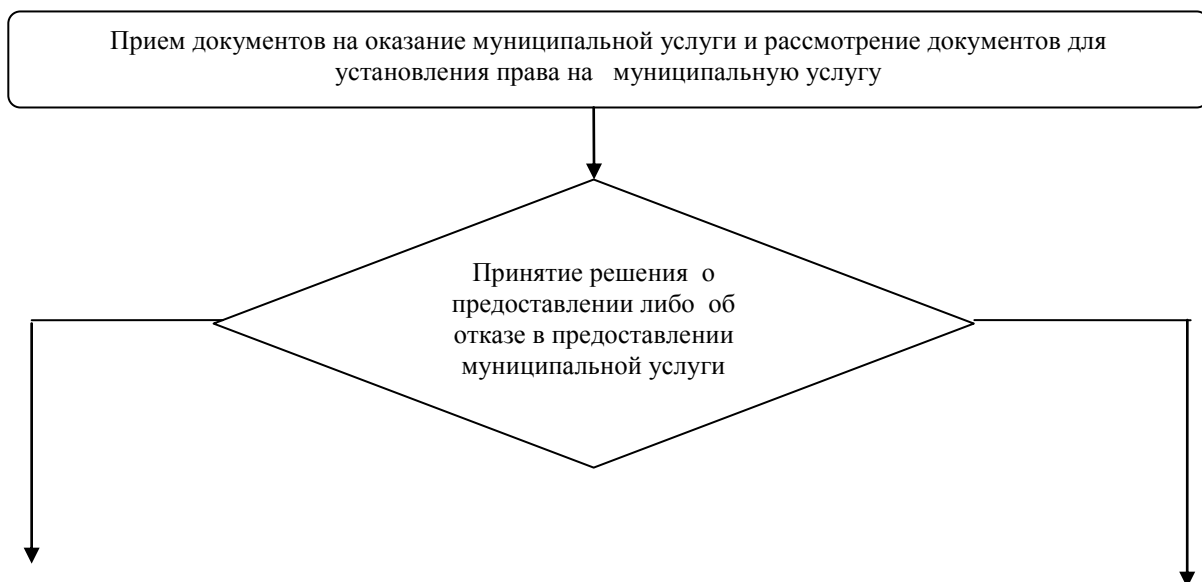 Прием документов на оказание муниципальной услуги и рассмотрение документов для
установления права на муниципальную услугу
Принятие решения о
предоставлении либо об
отказе в предоставлении
муниципальной услуги